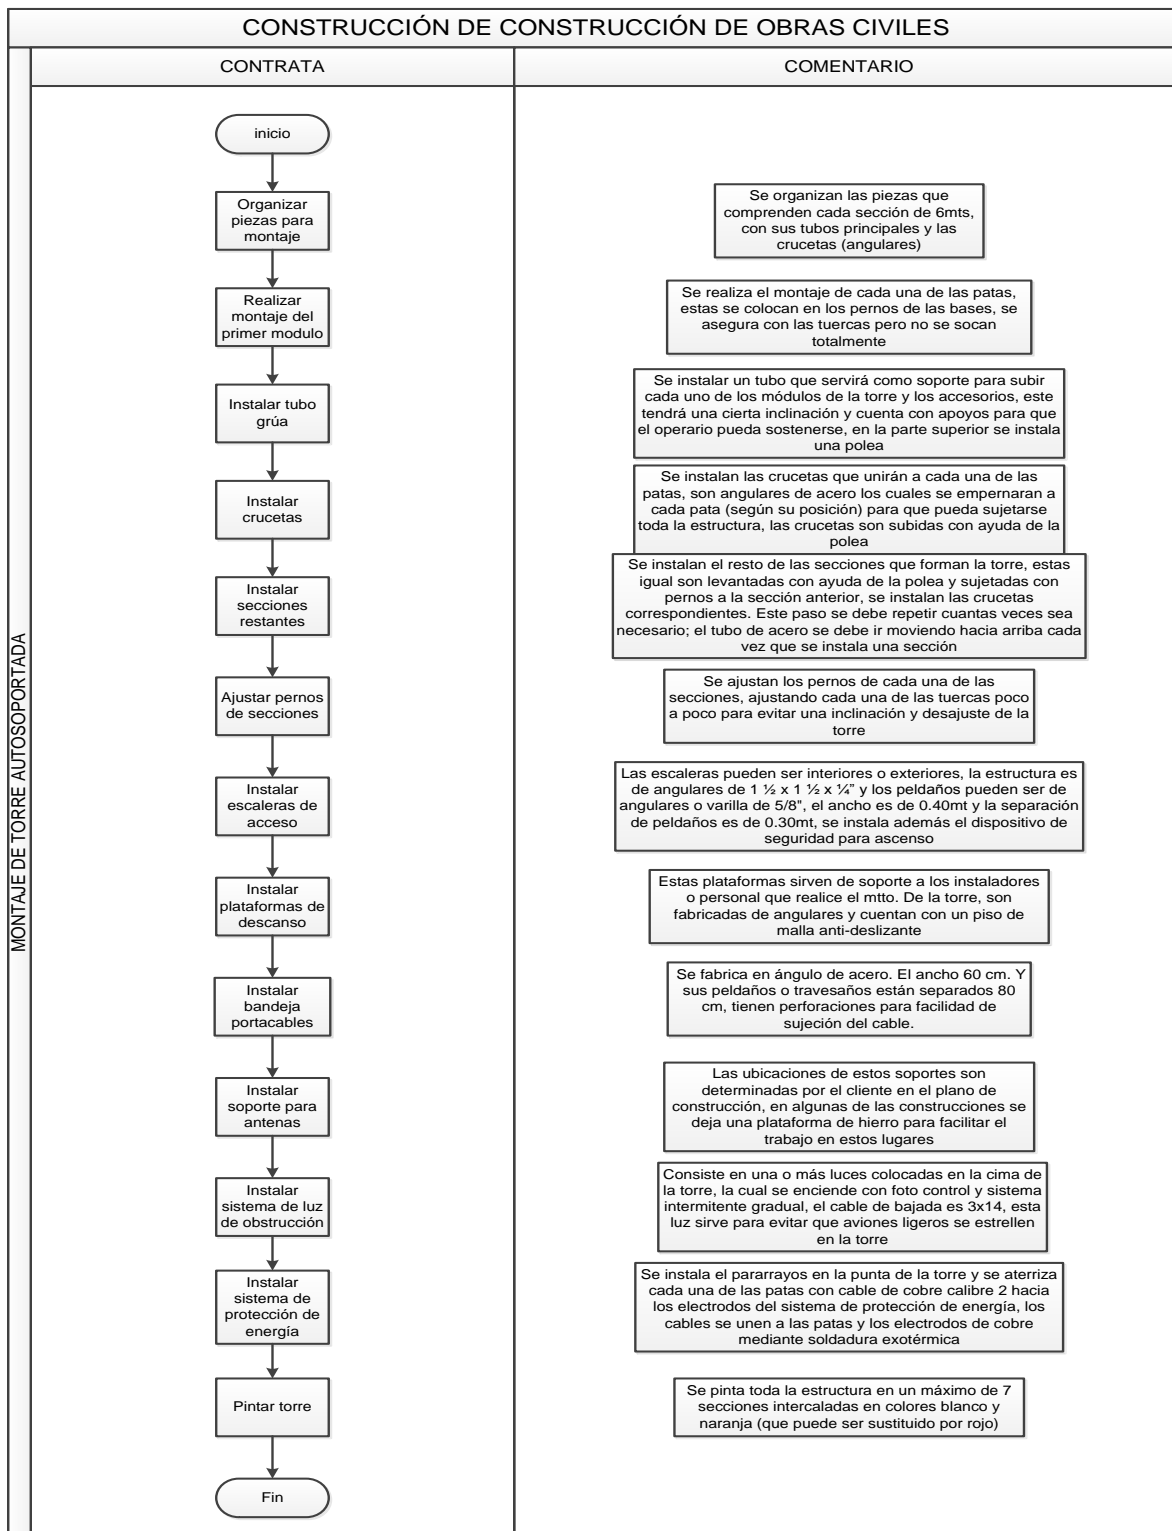 CONSTRUCCIÓN DE CONSTRUCCIÓN DE OBRAS CIVILES
CONTRATA
COMENTARIO
MONTAJE DE TORRE AUTOSOPORTADA
inicio
Organizar
piezas para
montaje
Se organizan las piezas que
comprenden cada sección de 6mts,
con sus tubos principales y las
crucetas (angulares)
Realizar
montaje del
primer modulo
Se realiza el montaje de cada una de las patas,
estas se colocan en los pernos de las bases, se
asegura con las tuercas pero no se socan
totalmente
Instalar tubo
grúa
Se instalar un tubo que servirá como soporte para subir
cada uno de los módulos de la torre y los accesorios, este
tendrá una cierta inclinación y cuenta con apoyos para que
el operario pueda sostenerse, en la parte superior se instala
una polea
Instalar
crucetas
Se instalan las crucetas que unirán a cada una de las
patas, son angulares de acero los cuales se empernaran a
cada pata (según su posición) para que pueda sujetarse
toda la estructura, las crucetas son subidas con ayuda de la
polea
Instalar
secciones
restantes
Se instalan el resto de las secciones que forman la torre, estas
igual son levantadas con ayuda de la polea y sujetadas con
pernos a la sección anterior, se instalan las crucetas
correspondientes. Este paso se debe repetir cuantas veces sea
necesario; el tubo de acero se debe ir moviendo hacia arriba cada
vez que se instala una sección
Ajustar pernos
de secciones
Se ajustan los pernos de cada una de las
secciones, ajustando cada una de las tuercas poco
a poco para evitar una inclinación y desajuste de la
torre
Instalar
escaleras de
acceso
Las escaleras pueden ser interiores o exteriores, la estructura es
de angulares de 1 ½ x 1 ½ x ¼” y los peldaños pueden ser de
angulares o varilla de 5/8", el ancho es de 0.40mt y la separación
de peldaños es de 0.30mt, se instala además el dispositivo de
seguridad para ascenso
Instalar
plataformas de
descanso
Estas plataformas sirven de soporte a los instaladores
o personal que realice el mtto. De la torre, son
fabricadas de angulares y cuentan con un piso de
malla anti-deslizante
Instalar
bandeja
portacables
Se fabrica en ángulo de acero. El ancho 60 cm. Y
sus peldaños o travesaños están separados 80
cm, tienen perforaciones para facilidad de
sujeción del cable.
Instalar
soporte para
antenas
Las ubicaciones de estos soportes son
determinadas por el cliente en el plano de
construcción, en algunas de las construcciones se
deja una plataforma de hierro para facilitar el
trabajo en estos lugares
Instalar
sistema de luz
de obstrucción
Consiste en una o más luces colocadas en la cima de
la torre, la cual se enciende con foto control y sistema
intermitente gradual, el cable de bajada es 3x14, esta
luz sirve para evitar que aviones ligeros se estrellen
en la torre
Instalar
sistema de
protección de
energía
Se instala el pararrayos en la punta de la torre y se aterriza
cada una de las patas con cable de cobre calibre 2 hacia
los electrodos del sistema de protección de energía, los
cables se unen a las patas y los electrodos de cobre
mediante soldadura exotérmica
Pintar torre
Se pinta toda la estructura en un máximo de 7
secciones intercaladas en colores blanco y
naranja (que puede ser sustituido por rojo)
Fin